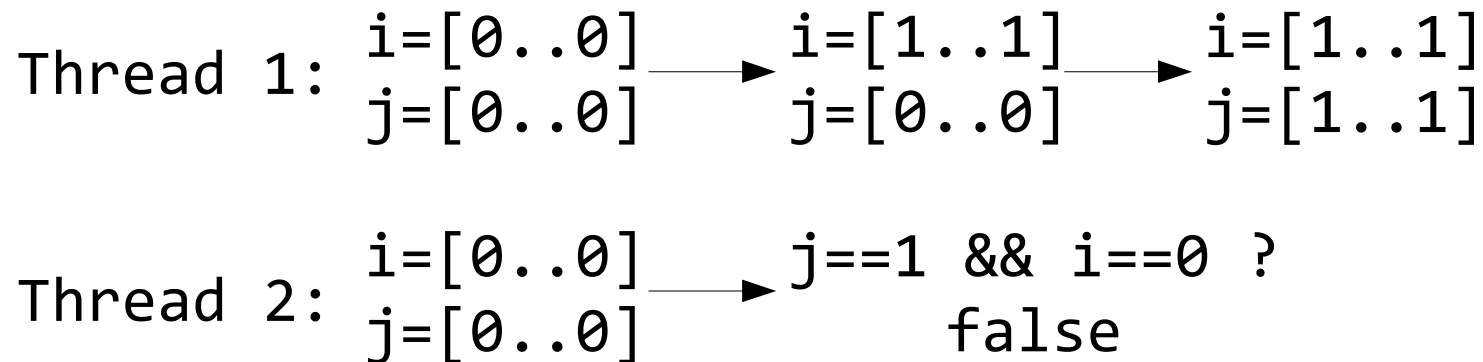 i=[0..0] i=[1..1] i=[1..1]
Thread 1:
j=[0..0] j=[0..0] j=[1..1]
i=[0..0] j==1 && i==0 ?
Thread 2:
j=[0..0] false